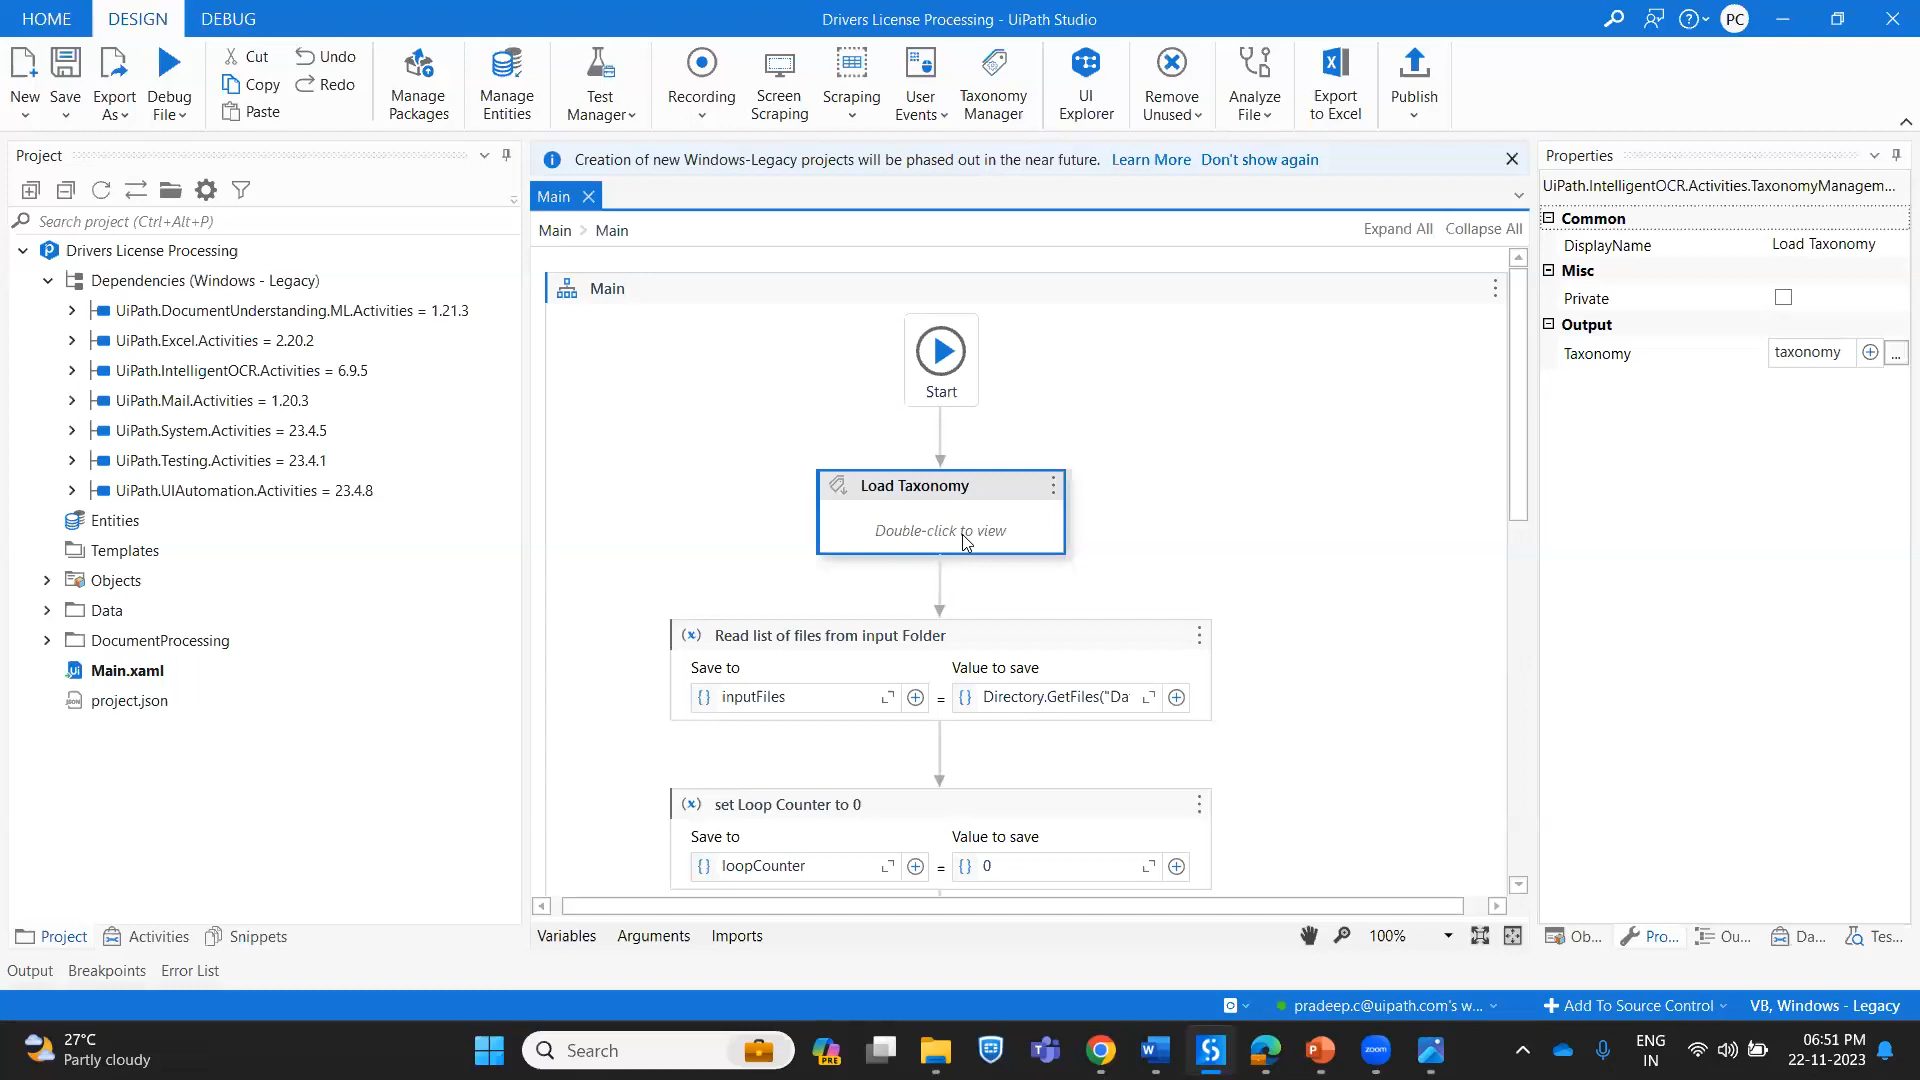 HOME DESIGN DEBUG
Drivers License Processing - UiPath Studio
PC
New Save Export As Debug File
Cut Copy Paste
Undo Redo
Manage Packages
Manage Entities
Test Manager
Recording
Screen Scraping
Scraping
User Events
Taxonomy Manager
UI Explorer
Remove Unused
Analyze File
Export to Excel
Publish
Project
Search project (Ctrl+Alt+P)
Drivers License Processing
Dependencies (Windows - Legacy)
UiPath.DocumentUnderstanding.ML.Activities = 1.21.3
UiPath.Excel.Activities = 2.20.2
UiPath.IntelligentOCR.Activities = 6.9.5
UiPath.Mail.Activities = 1.20.3
UiPath.System.Activities = 23.4.5
UiPath.Testing.Activities = 23.4.1
UiPath.UIAutomation.Activities = 23.4.8
Entities
Templates
Objects
Data
DocumentProcessing
Main.xaml
project.json
Project Activities Snippets
Creation of new Windows-Legacy projects will be phased out in the near future. Learn More Don't show again
Main
Main > Main
Expand All Collapse All
Main
Start
Load Taxonomy
Double-click to view
Read list of files from input Folder
Save to Value to save
inputFiles = Directory.GetFiles("Da
set Loop Counter to 0
Save to Value to save
loopCounter = 0
Variables Arguments Imports
100%
Properties
UiPath.IntelligentOCR.Activities.TaxonomyManagem...
Common
DisplayName Load Taxonomy
Misc
Private
Output
Taxonomy taxonomy ...
Ob... Pro... Ou... Da... Tes...
Output Breakpoints Error List
pradeep.c@uipath.com's w...
Add To Source Control
VB, Windows - Legacy
27°C
Partly cloudy
Search
PRE
zoom
ENG
IN
06:51 PM
22-11-2023